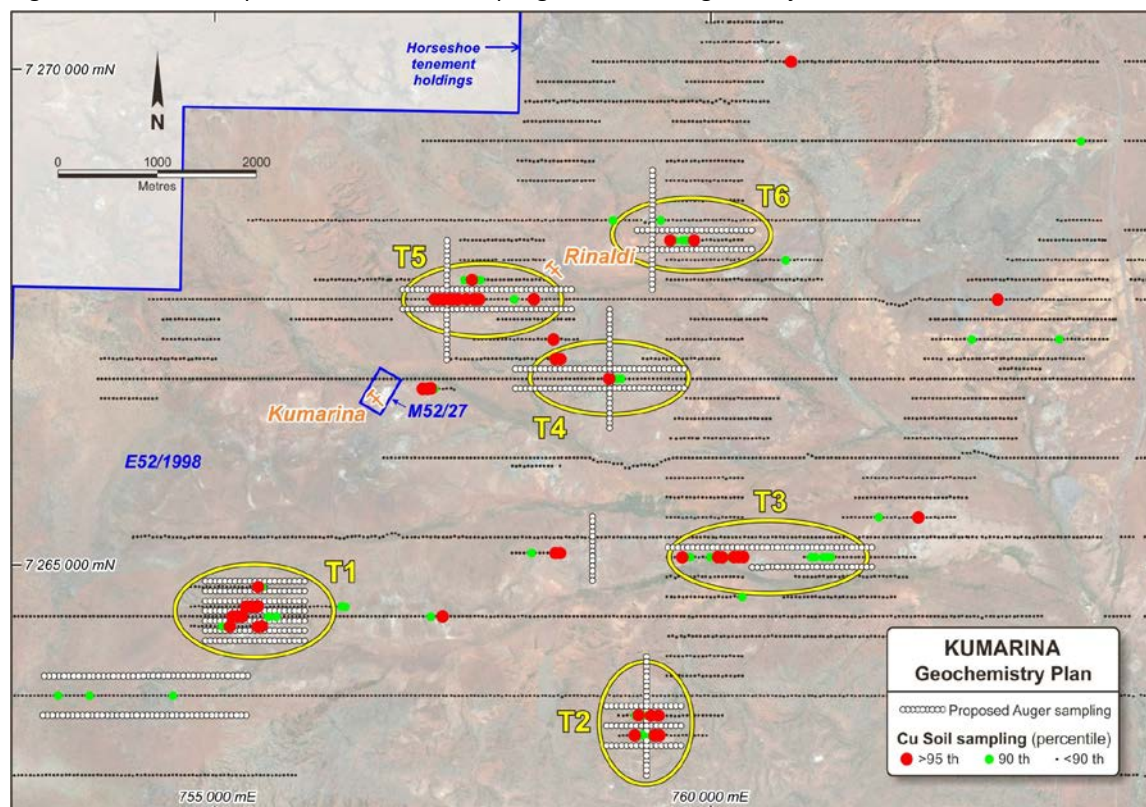 Horseshoe
tenement
holdings
7 270 000 mN
N
0 1000 2000
Metres
T6
Rinaldi
T5
T4
Kumarina
M52/27
E52/1998
T3
7 265 000 mN
T1
T2
KUMARINA
Geochemistry Plan
Proposed Auger sampling
Cu Soil sampling (percentile)
>95 th 90 th <90 th
755 000 mE 760 000 mE